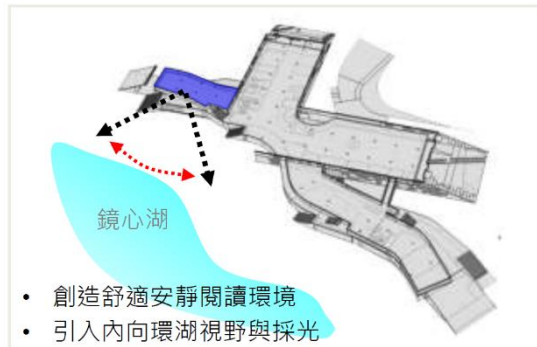 鏡心湖
• 創造舒適安靜閱讀環境
• 引入內向環湖視野與採光